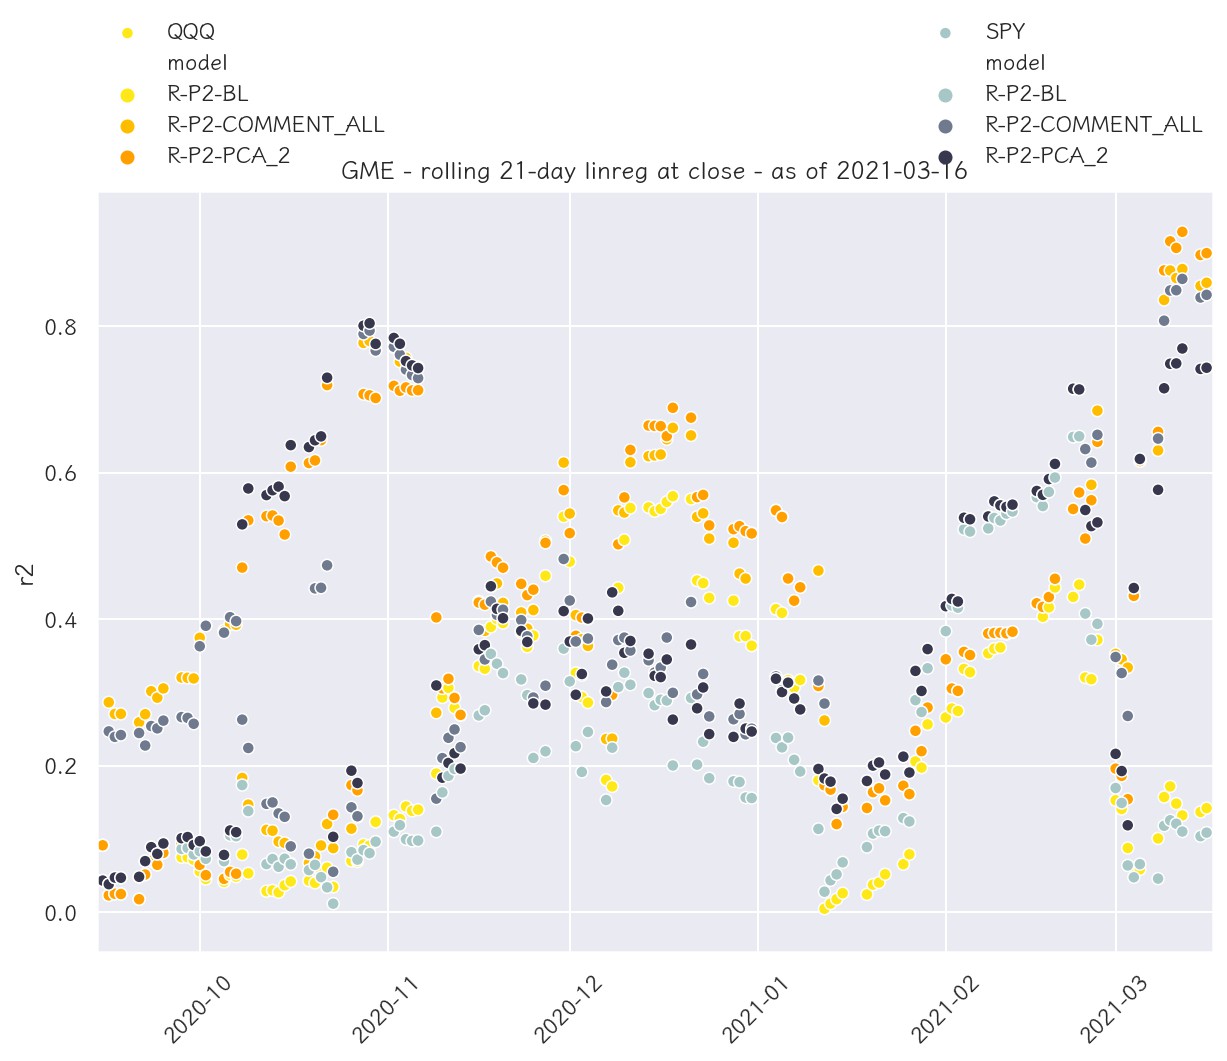 QQQ
model
R-P2-BL
R-P2-COMMENT_ALL
R-P2-PCA_2
SPY
model
R-P2-BL
R-P2-COMMENT_ALL
R-P2-PCA_2
GME - rolling 21-day linreg at close - as of 2021-03-16
r2
0.8
0.6
0.4
0.2
0.0
2020-10
2020-11
2020-12
2021-01
2021-02
2021-03